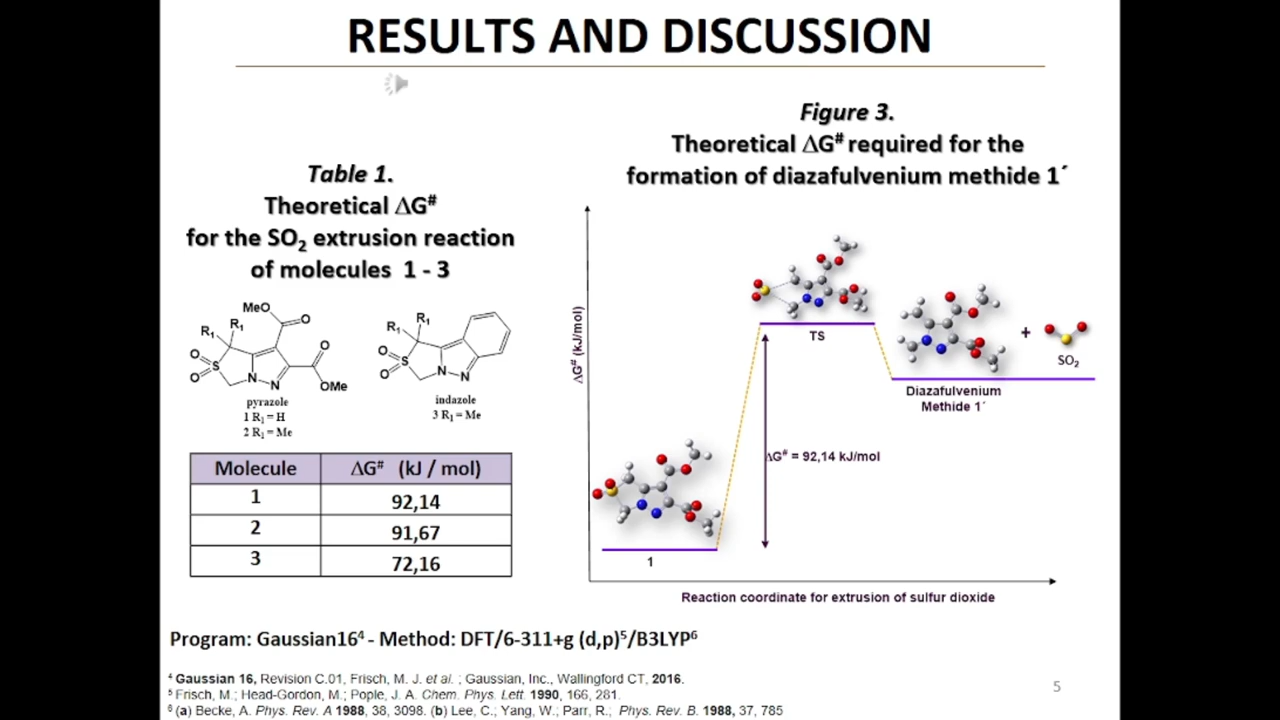 RESULTS AND DISCUSSION
Table 1.
Theoretical ΔG#
for the SO2 extrusion reaction
of molecules 1 - 3
MeO
O
R1
R1
O
S
O
N
N
O
OMe
pyrazole
1 R1 = H
2 R1 = Me
R1
R1
O
S
O
N
N
indazole
3 R1 = Me
Molecule ΔG# (kJ / mol)
1 92,14
2 91,67
3 72,16
Figure 3.
Theoretical ΔG# required for the
formation of diazafulvenium methide 1´
ΔG# (kJ/mol)
TS
+
SO2
Diazafulvenium
Methide 1´
ΔG# = 92,14 kJ/mol
1
Reaction coordinate for extrusion of sulfur dioxide
Program: Gaussian164 - Method: DFT/6-311+g (d,p)5/B3LYP6
4 Gaussian 16, Revision C.01, Frisch, M. J. et al. ; Gaussian, Inc., Wallingford CT, 2016.
5 Frisch, M.; Head-Gordon, M.; Pople, J. A. Chem. Phys. Lett. 1990, 166, 281.
6 (a) Becke, A. Phys. Rev. A 1988, 38, 3098. (b) Lee, C.; Yang, W.; Parr, R.; Phys. Rev. B. 1988, 37, 785
5